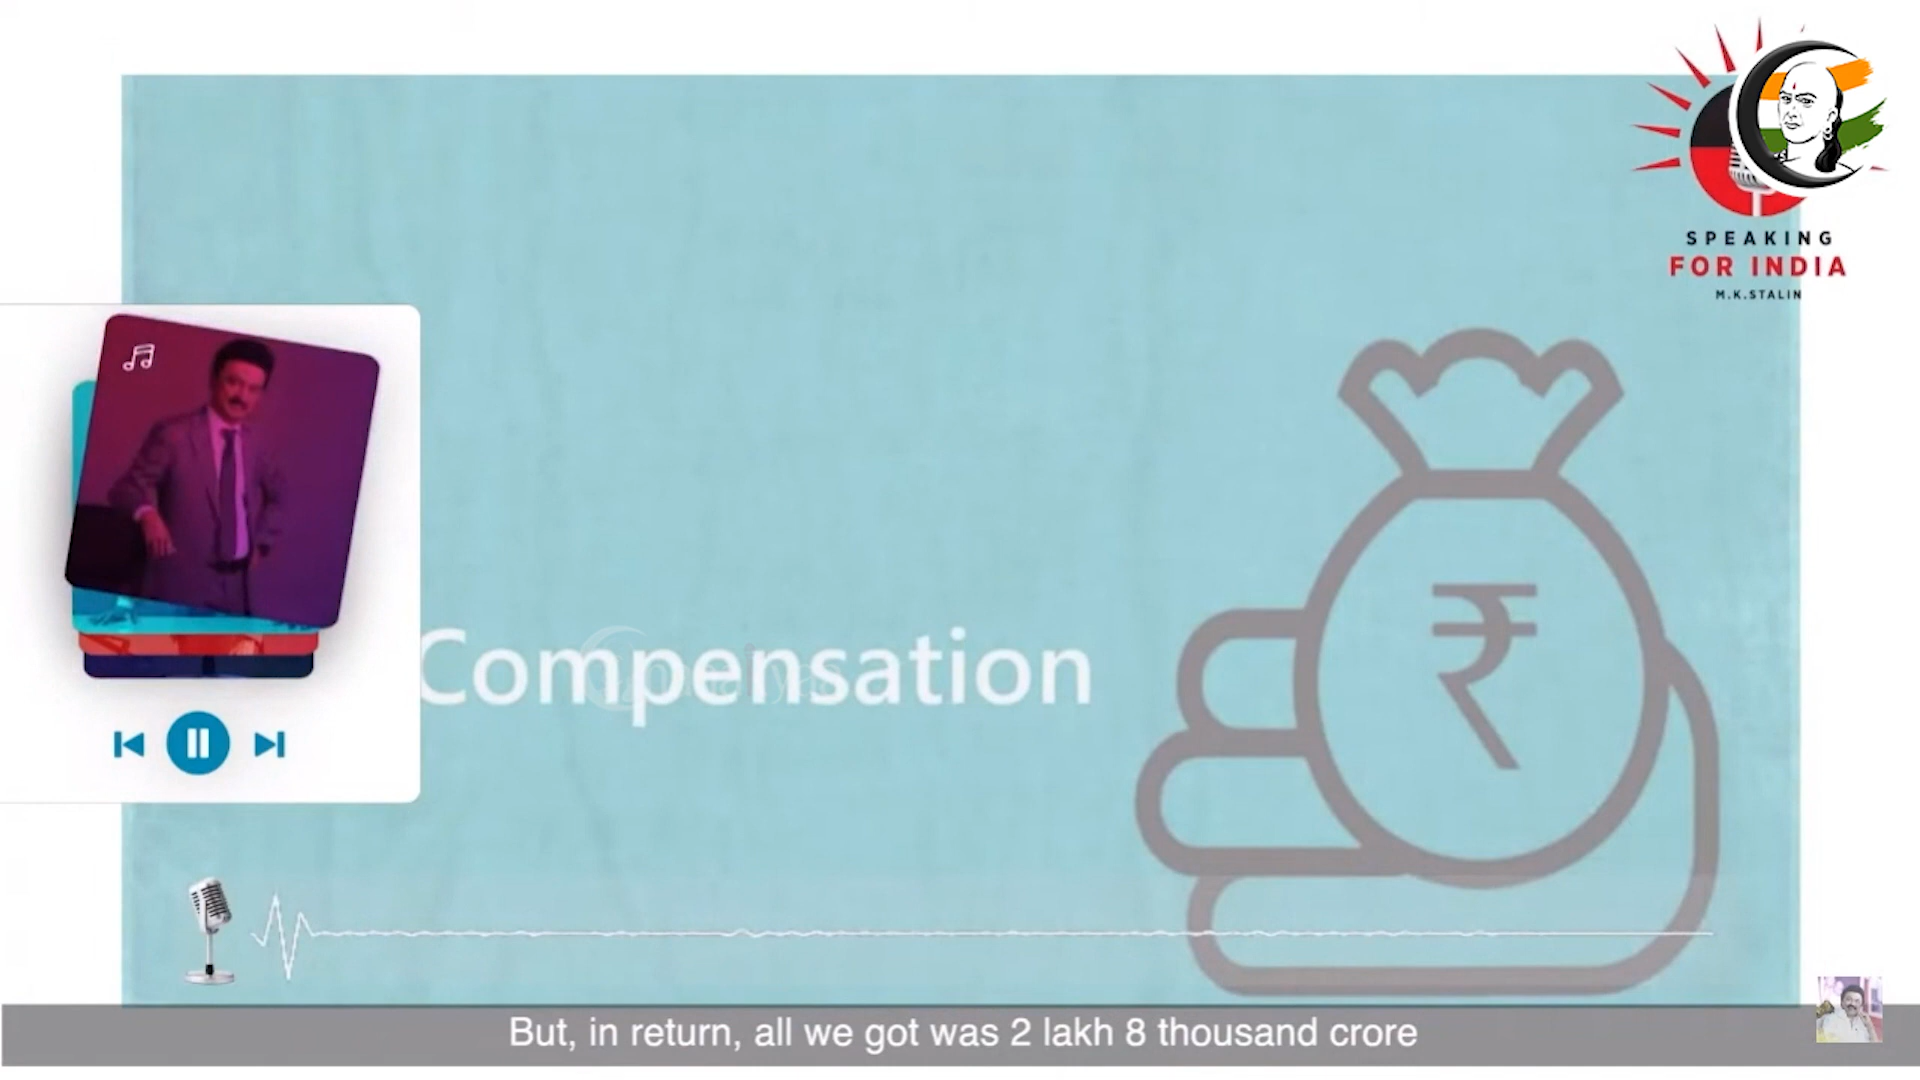 SPEAKING
FOR INDIA
M.K.STALIN
Compensation
₹
But, in return, all we got was 2 lakh 8 thousand crore